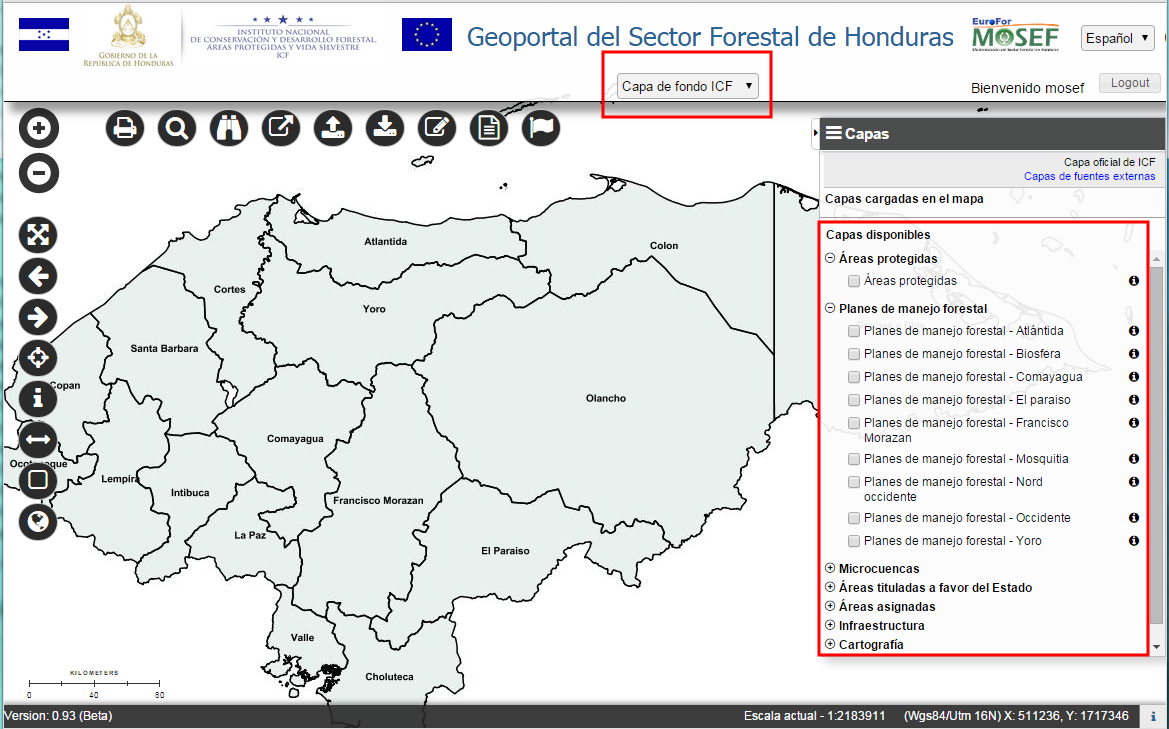 GOBIERNO DE LA
REPÚBLICA DE HONDURAS
INSTITUTO NACIONAL
DE CONSERVACIÓN Y DESARROLLO FORESTAL,
ÁREAS PROTEGIDAS Y VIDA SILVESTRE
ICF
Geoportal del Sector Forestal de Honduras
EuroFor
MOSEF
Español
Capa de fondo ICF
Bienvenido mosef
Logout
Capas
Capa oficial de ICF
Capas de fuentes externas
Capas cargadas en el mapa
Capas disponibles
Áreas protegidas
Áreas protegidas
Planes de manejo forestal
Planes de manejo forestal - Atlántida
Planes de manejo forestal - Biosfera
Planes de manejo forestal - Comayagua
Planes de manejo forestal - El paraiso
Planes de manejo forestal - Francisco
Morazan
Planes de manejo forestal - Mosquitia
Planes de manejo forestal - Nord
occidente
Planes de manejo forestal - Occidente
Planes de manejo forestal - Yoro
Microcuencas
Áreas tituladas a favor del Estado
Áreas asignadas
Infraestructura
Cartografía
Atlantida
Colon
Cortes
Yoro
Santa Barbara
Copan
Olancho
Comayagua
Lempira
Intibuca
Francisco Morazan
La Paz
El Paraiso
Valle
Choluteca
KILOMETERS
0 40 80
Version: 0.93 (Beta)
Escala actual - 1:2183911
(Wgs84/Utm 16N) X: 511236, Y: 1717346